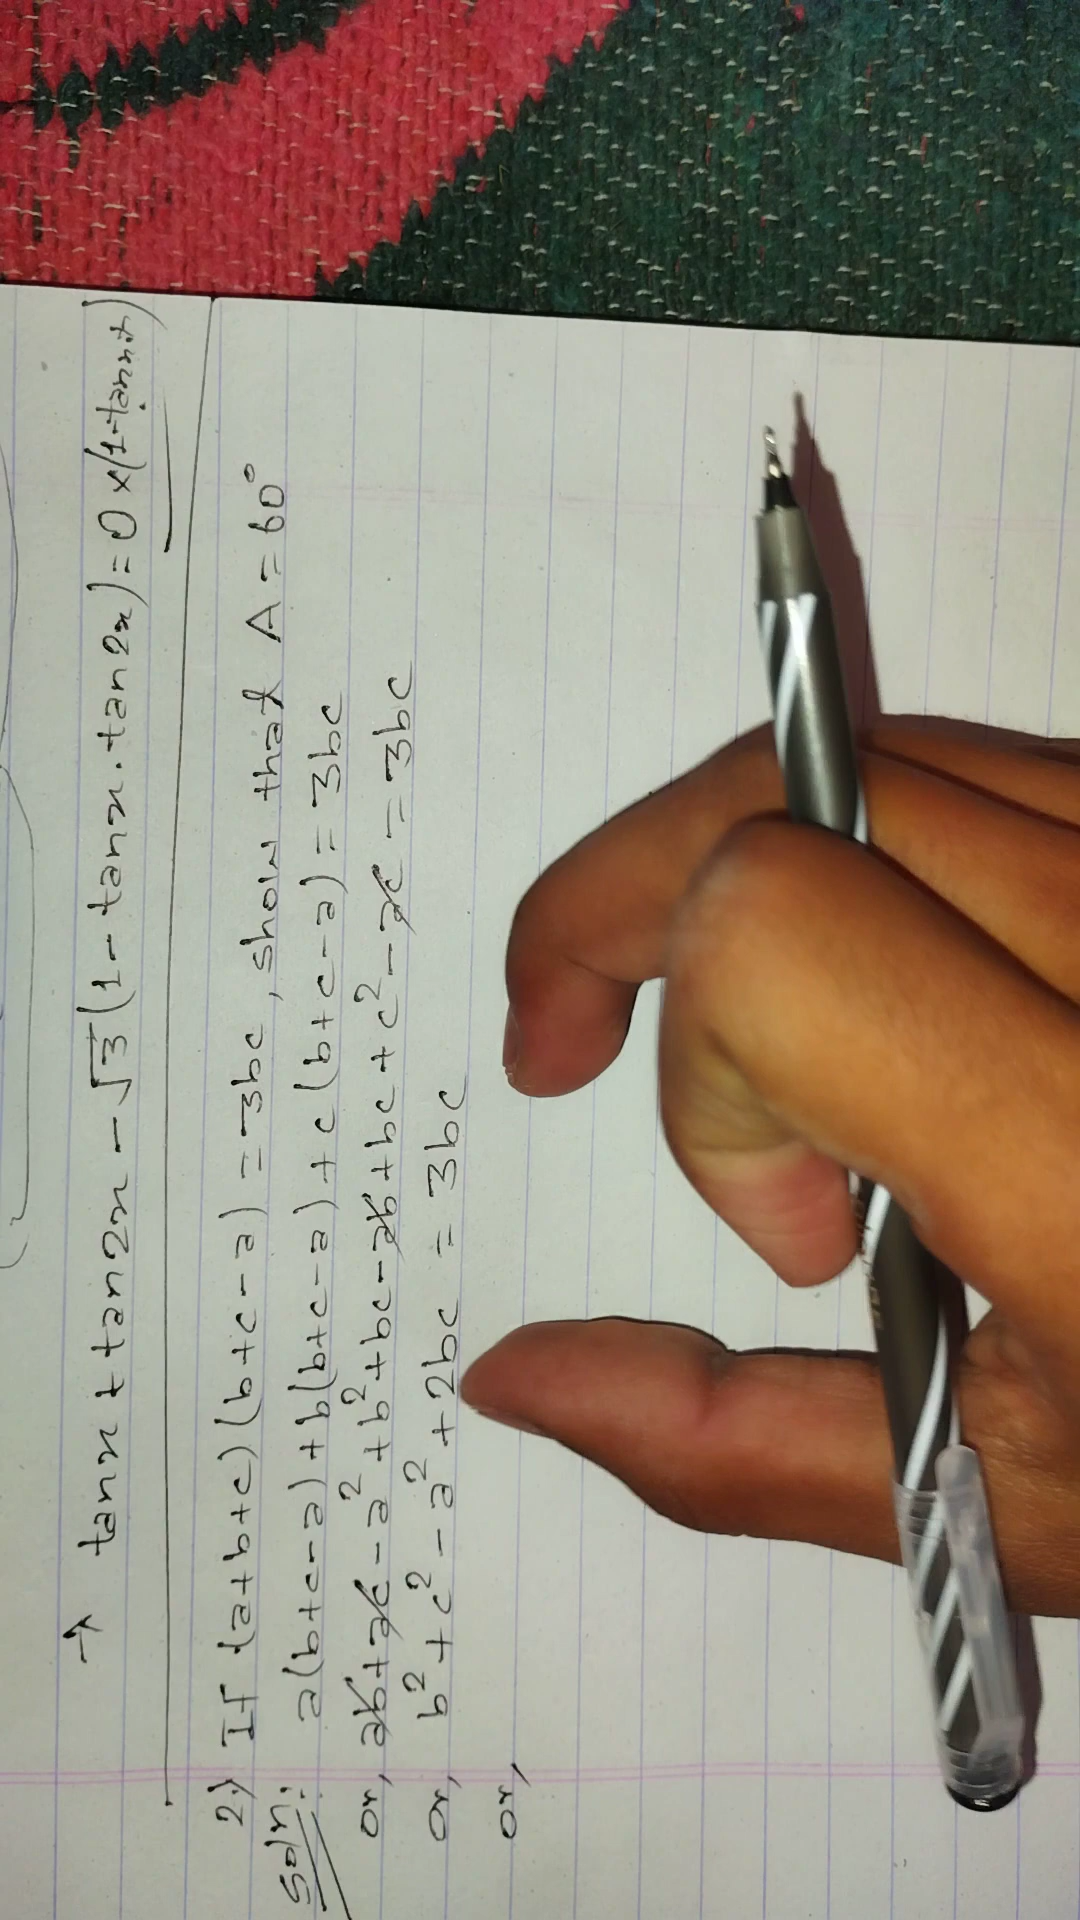 → tanx + tan2x - √3(1 - tanx.tan2x) = 0 × (1-tanx.t
2) If (a+b+c)(b+c-a) = 3bc, show that A = 60°
Soln: a(b+c-a) + b(b+c-a) + c(b+c-a) = 3bc
or, ab+ac-a²+b²+bc-ab+bc+c²-ac = 3bc
or, b²+c²-a²+2bc = 3bc
or,